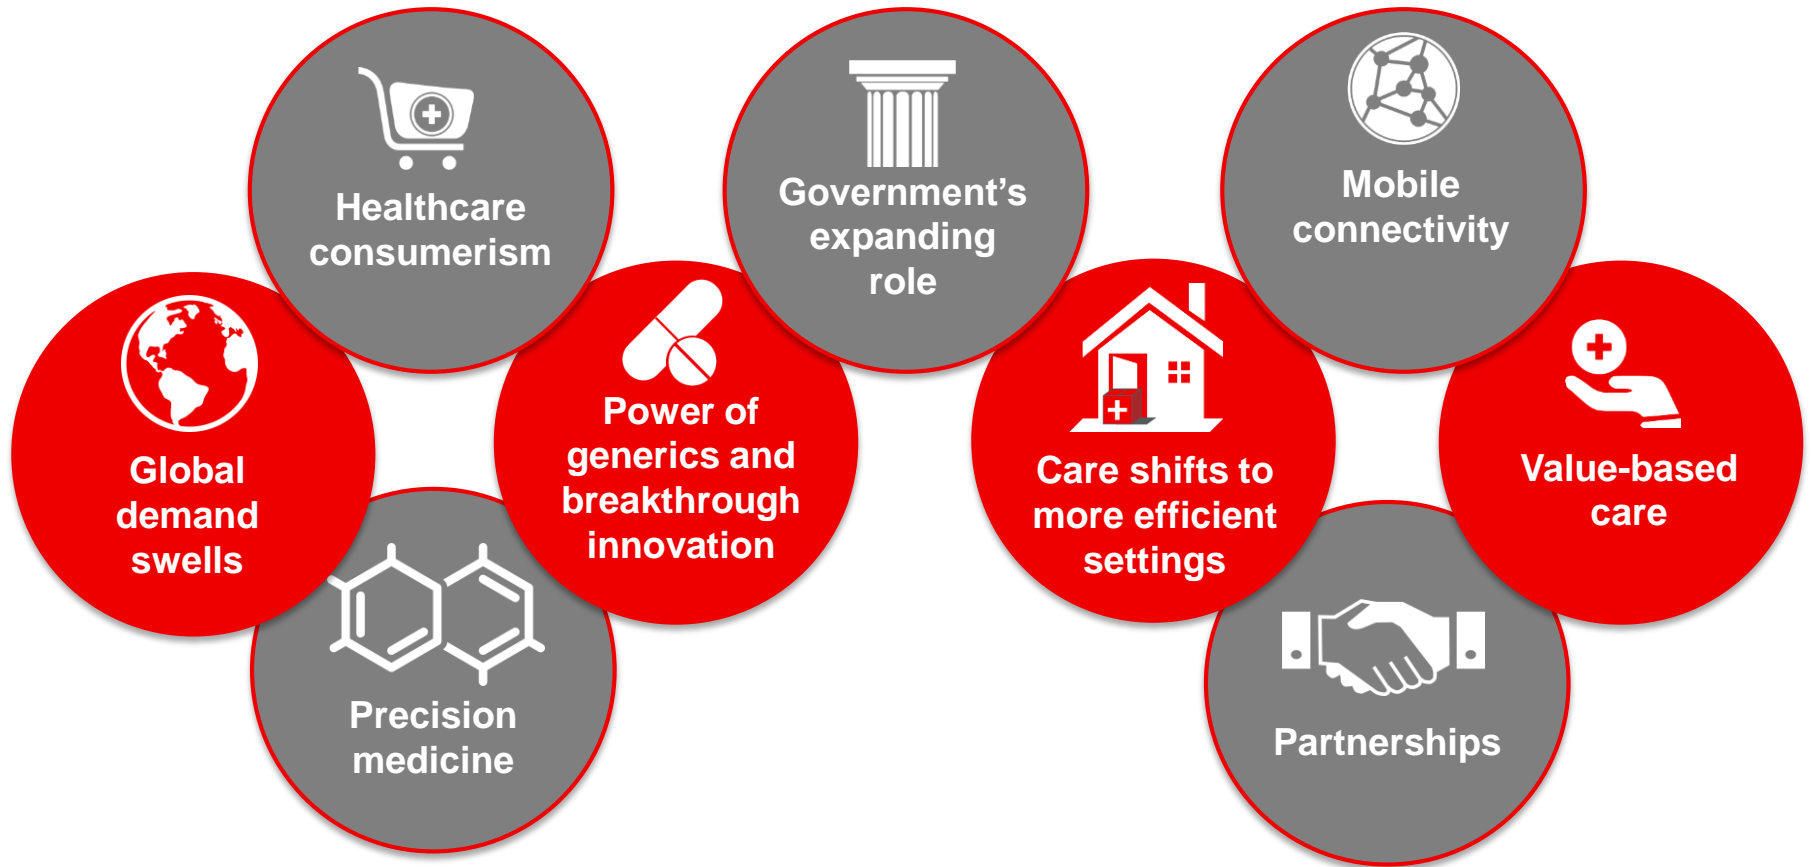 Healthcare
consumerism
Government’s
expanding
role
Mobile
connectivity
Global
demand
swells
Power of
generics and
breakthrough
innovation
Care shifts to
more efficient
settings
Value-based
care
Precision
medicine
Partnerships